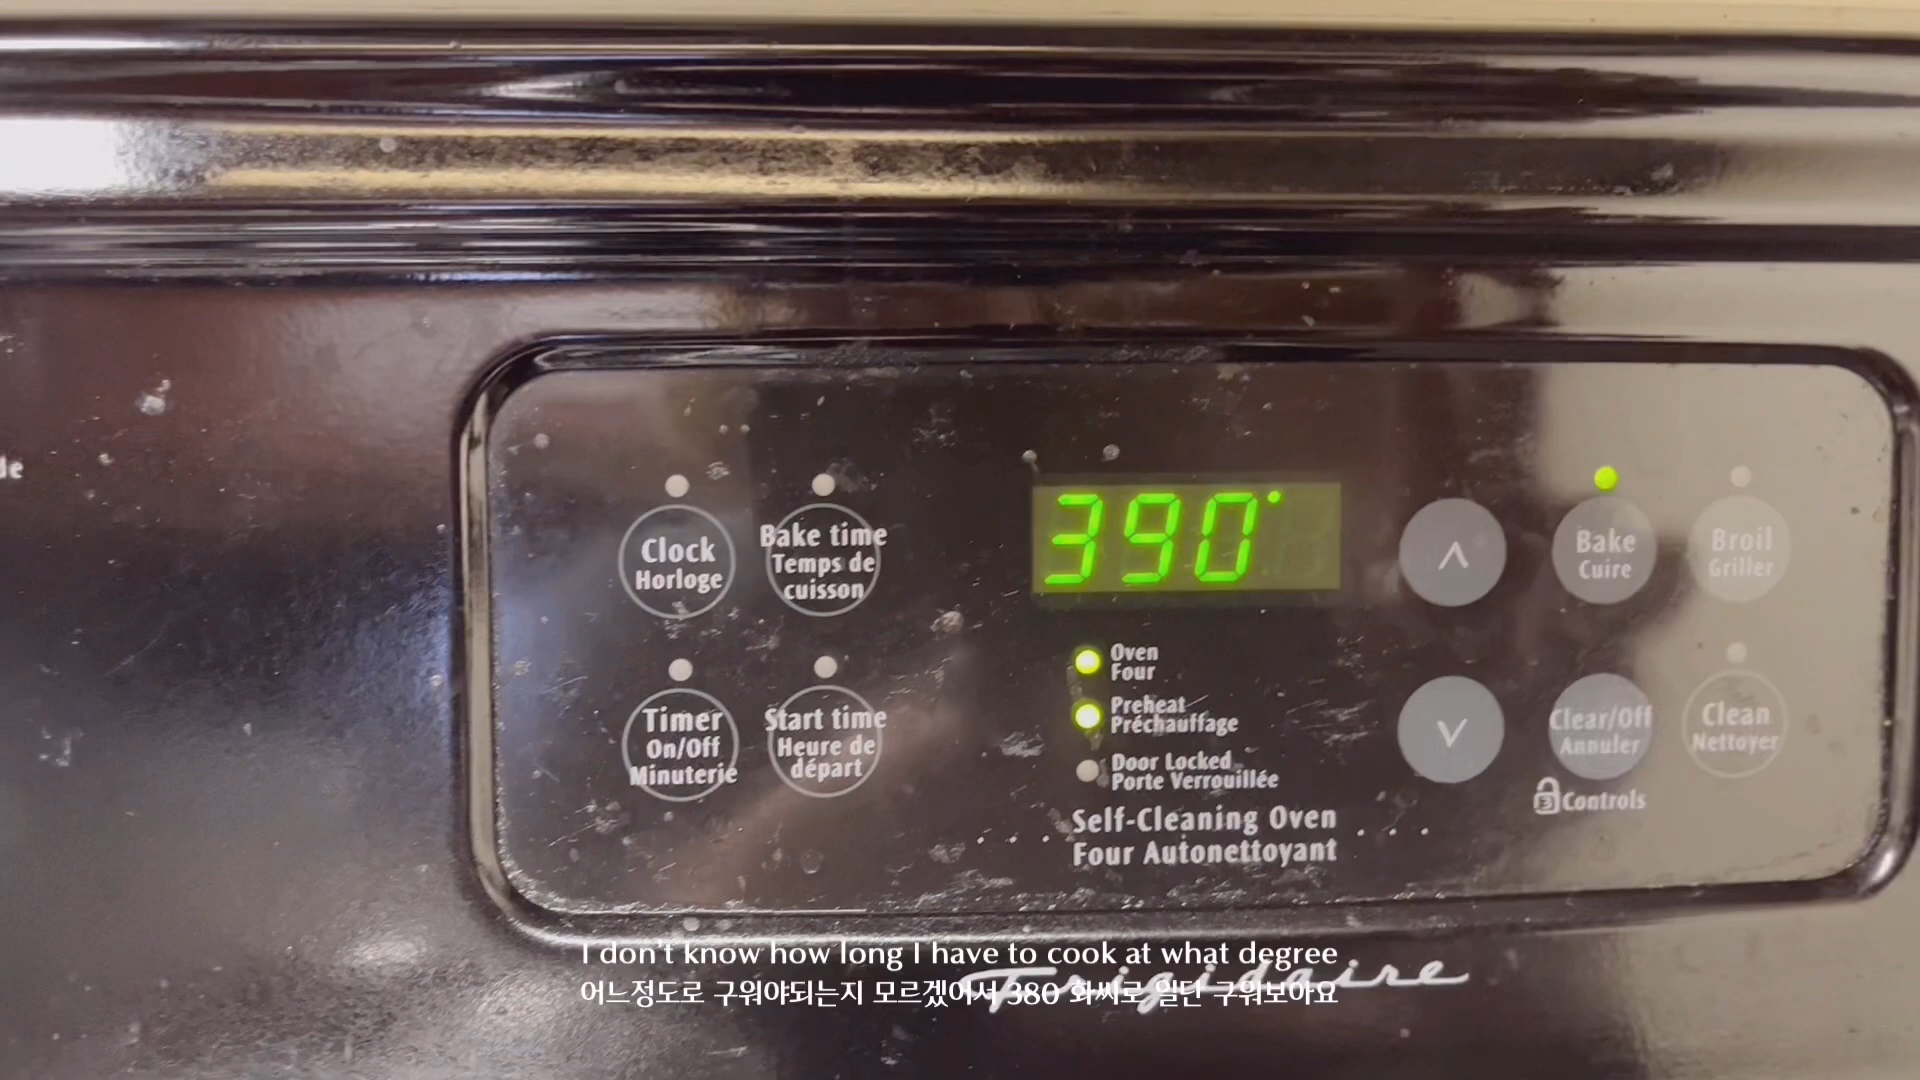 de
Clock
Horloge
Bake time
Temps de
cuisson
390°
Bake
Cuire
Broil
Griller
Timer
On/Off
Minuterie
Start time
Heure de
départ
Oven
Four
Preheat
Préchauffage
Door Locked
Porte Verrouillée
Clear/Off
Annuler
Clean
Nettoyer
3 Controls
Self-Cleaning Oven
Four Autonettoyant
Frigidaire
I don't know how long I have to cook at what degree
어느정도로 구워야되는지 모르겠어서 380 화씨로 일단 구워보아요